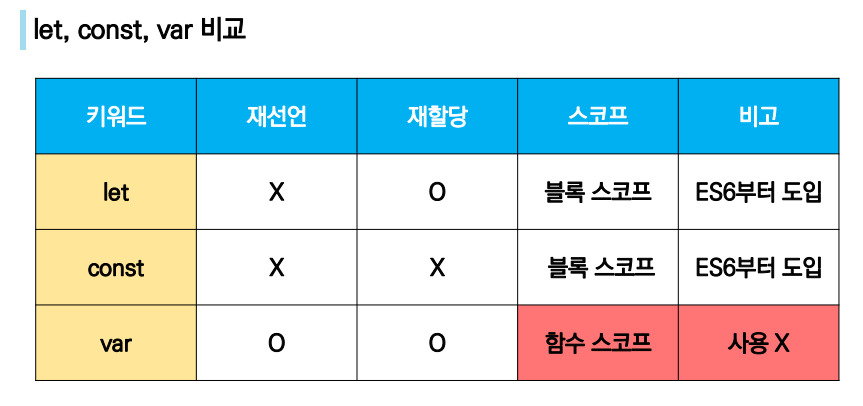 let, const, var 비교
키워드 재선언 재할당 스코프 비고
let X O 블록 스코프 ES6부터 도입
const X X 블록 스코프 ES6부터 도입
var O O 함수 스코프 사용 X